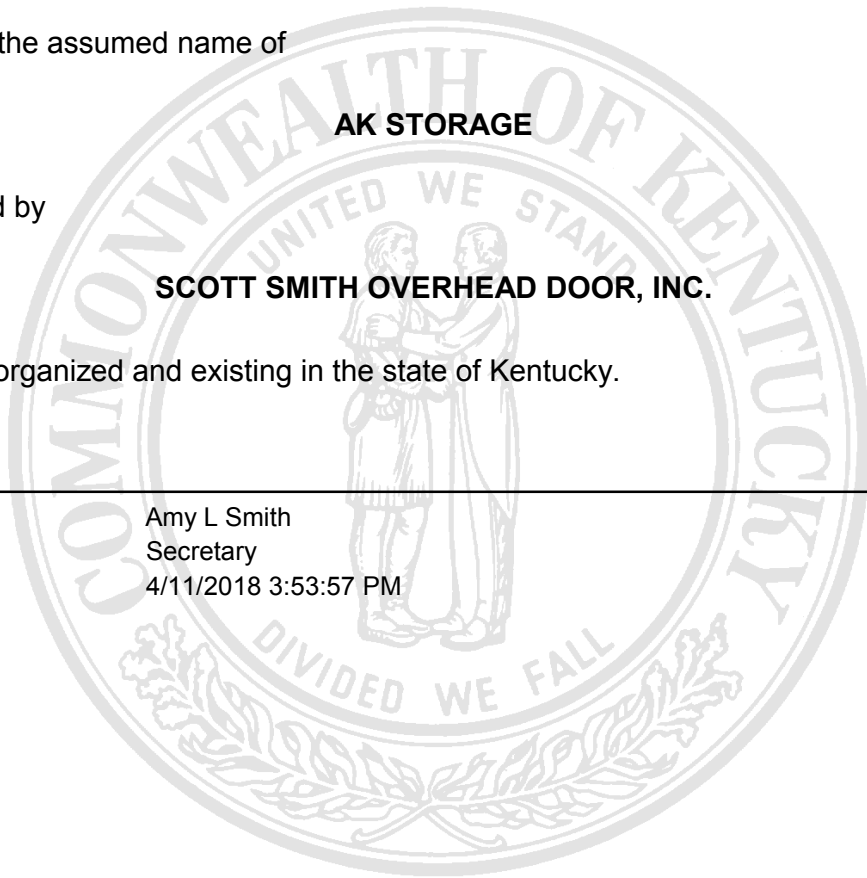 the assumed name of
AK STORAGE
d by
SCOTT SMITH OVERHEAD DOOR, INC.
organized and existing in the state of Kentucky.
Amy L Smith
Secretary
4/11/2018 3:53:57 PM
COMMONWEALTH OF KENTUCKY
UNITED WE STAND
DIVIDED WE FALL